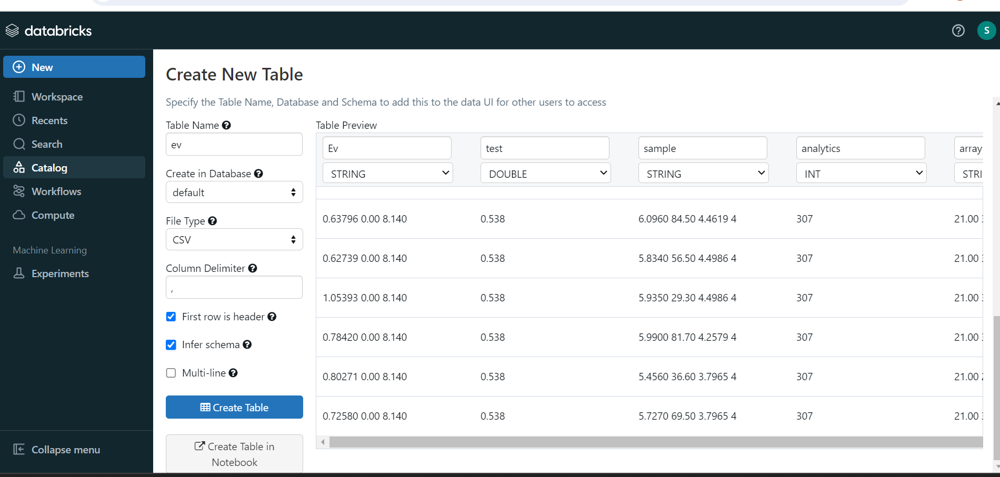 databricks
S
New
Workspace
Recents
Search
Catalog
Workflows
Compute
Machine Learning
Experiments
Collapse menu
Create New Table
Specify the Table Name, Database and Schema to add this to the data UI for other users to access
Table Name
ev
Create in Database
default
File Type
CSV
Column Delimiter
,
First row is header
Infer schema
Multi-line
Create Table
Create Table in
Notebook
Table Preview
Ev test sample analytics array
STRING DOUBLE STRING INT STRI
0.63796 0.00 8.140 0.538 6.0960 84.50 4.4619 4 307 21.00
0.62739 0.00 8.140 0.538 5.8340 56.50 4.4986 4 307 21.00
1.05393 0.00 8.140 0.538 5.9350 29.30 4.4986 4 307 21.00
0.78420 0.00 8.140 0.538 5.9900 81.70 4.2579 4 307 21.00
0.80271 0.00 8.140 0.538 5.4560 36.60 3.7965 4 307 21.00
0.72580 0.00 8.140 0.538 5.7270 69.50 3.7965 4 307 21.00